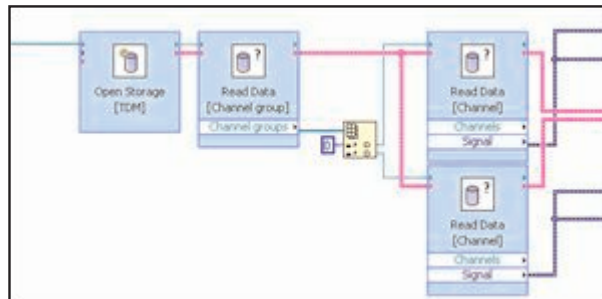 Open Storage
[TDM]
Read Data
[Channel group]
Channel groups
0
Read Data
[Channel]
Channels
Signal
Read Data
[Channel]
Channels
Signal